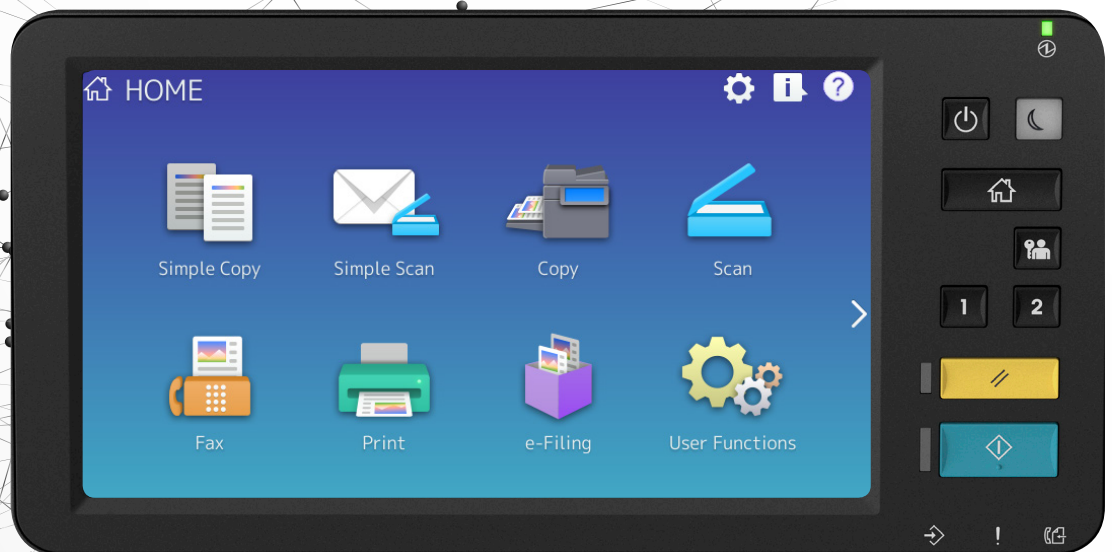 HOME
Simple Copy
Simple Scan
Copy
Scan
Fax
Print
e-Filing
User Functions
1
2